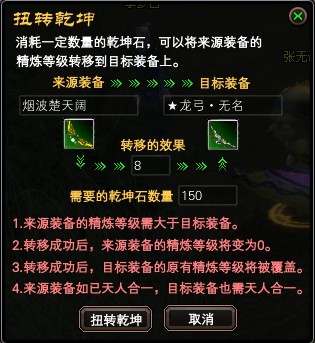 扭转乾坤
消耗一定数量的乾坤石，可以将来源装备的
精炼等级转移到目标装备上。
来源装备 目标装备
烟波楚天阔 ★龙弓·无名
转移的效果
8
需要的乾坤石数量 150
1.来源装备的精炼等级需大于目标装备。
2.转移成功后，来源装备的精炼等级将变为0。
3.转移成功后，目标装备的原有精炼等级将被覆盖。
4.来源装备如已天人合一，目标装备也需天人合一。
扭转乾坤 取消